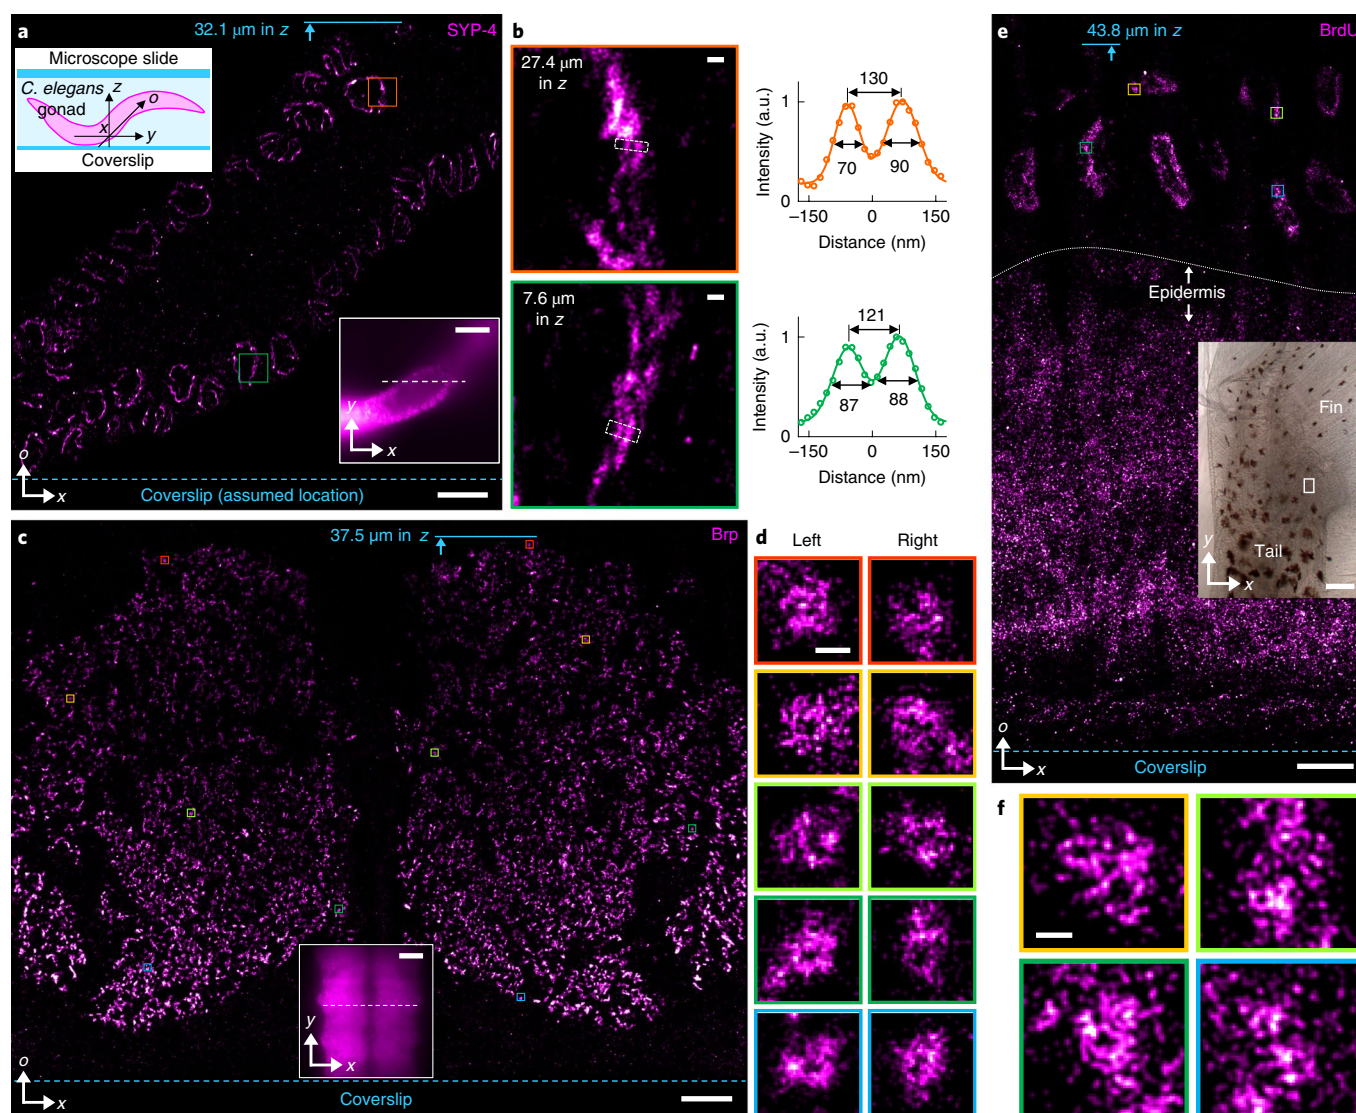 a
32.1 µm in z
SYP-4
Microscope slide
C. elegans
gonad
z
o
x
y
Coverslip
y
x
o
x
Coverslip (assumed location)
b
27.4 µm
in z
130
1
70
90
0
Intensity (a.u.)
–150
0
150
Distance (nm)
7.6 µm
in z
121
1
87
88
0
Intensity (a.u.)
–150
0
150
Distance (nm)
c
37.5 µm in z
Brp
y
x
o
x
Coverslip
d
Left
Right
e
43.8 µm in z
BrdU
Epidermis
Fin
Tail
y
x
o
x
Coverslip
f